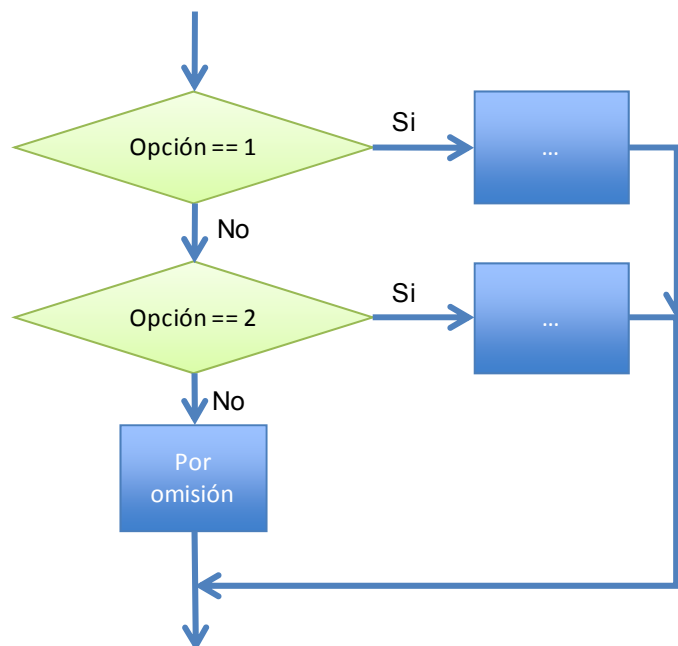 Opción == 1
Si
...
No
Opción == 2
Si
...
No
Por
omisión